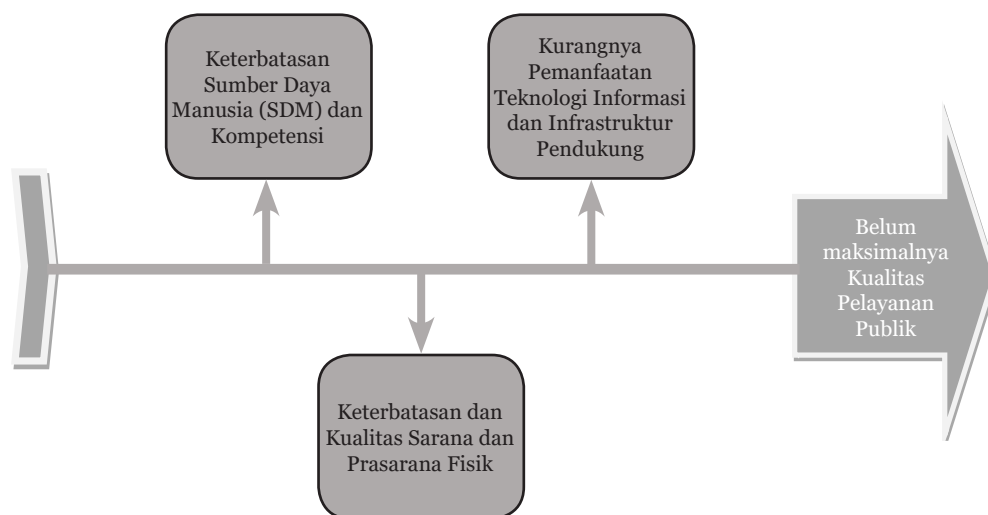 Keterbatasan
Sumber Daya
Manusia (SDM) dan
Kompetensi
Kurangnya
Pemanfaatan
Teknologi Informasi
dan Infrastruktur
Pendukung
Belum
maksimalnya
Kualitas
Pelayanan
Publik
Keterbatasan dan
Kualitas Sarana dan
Prasarana Fisik